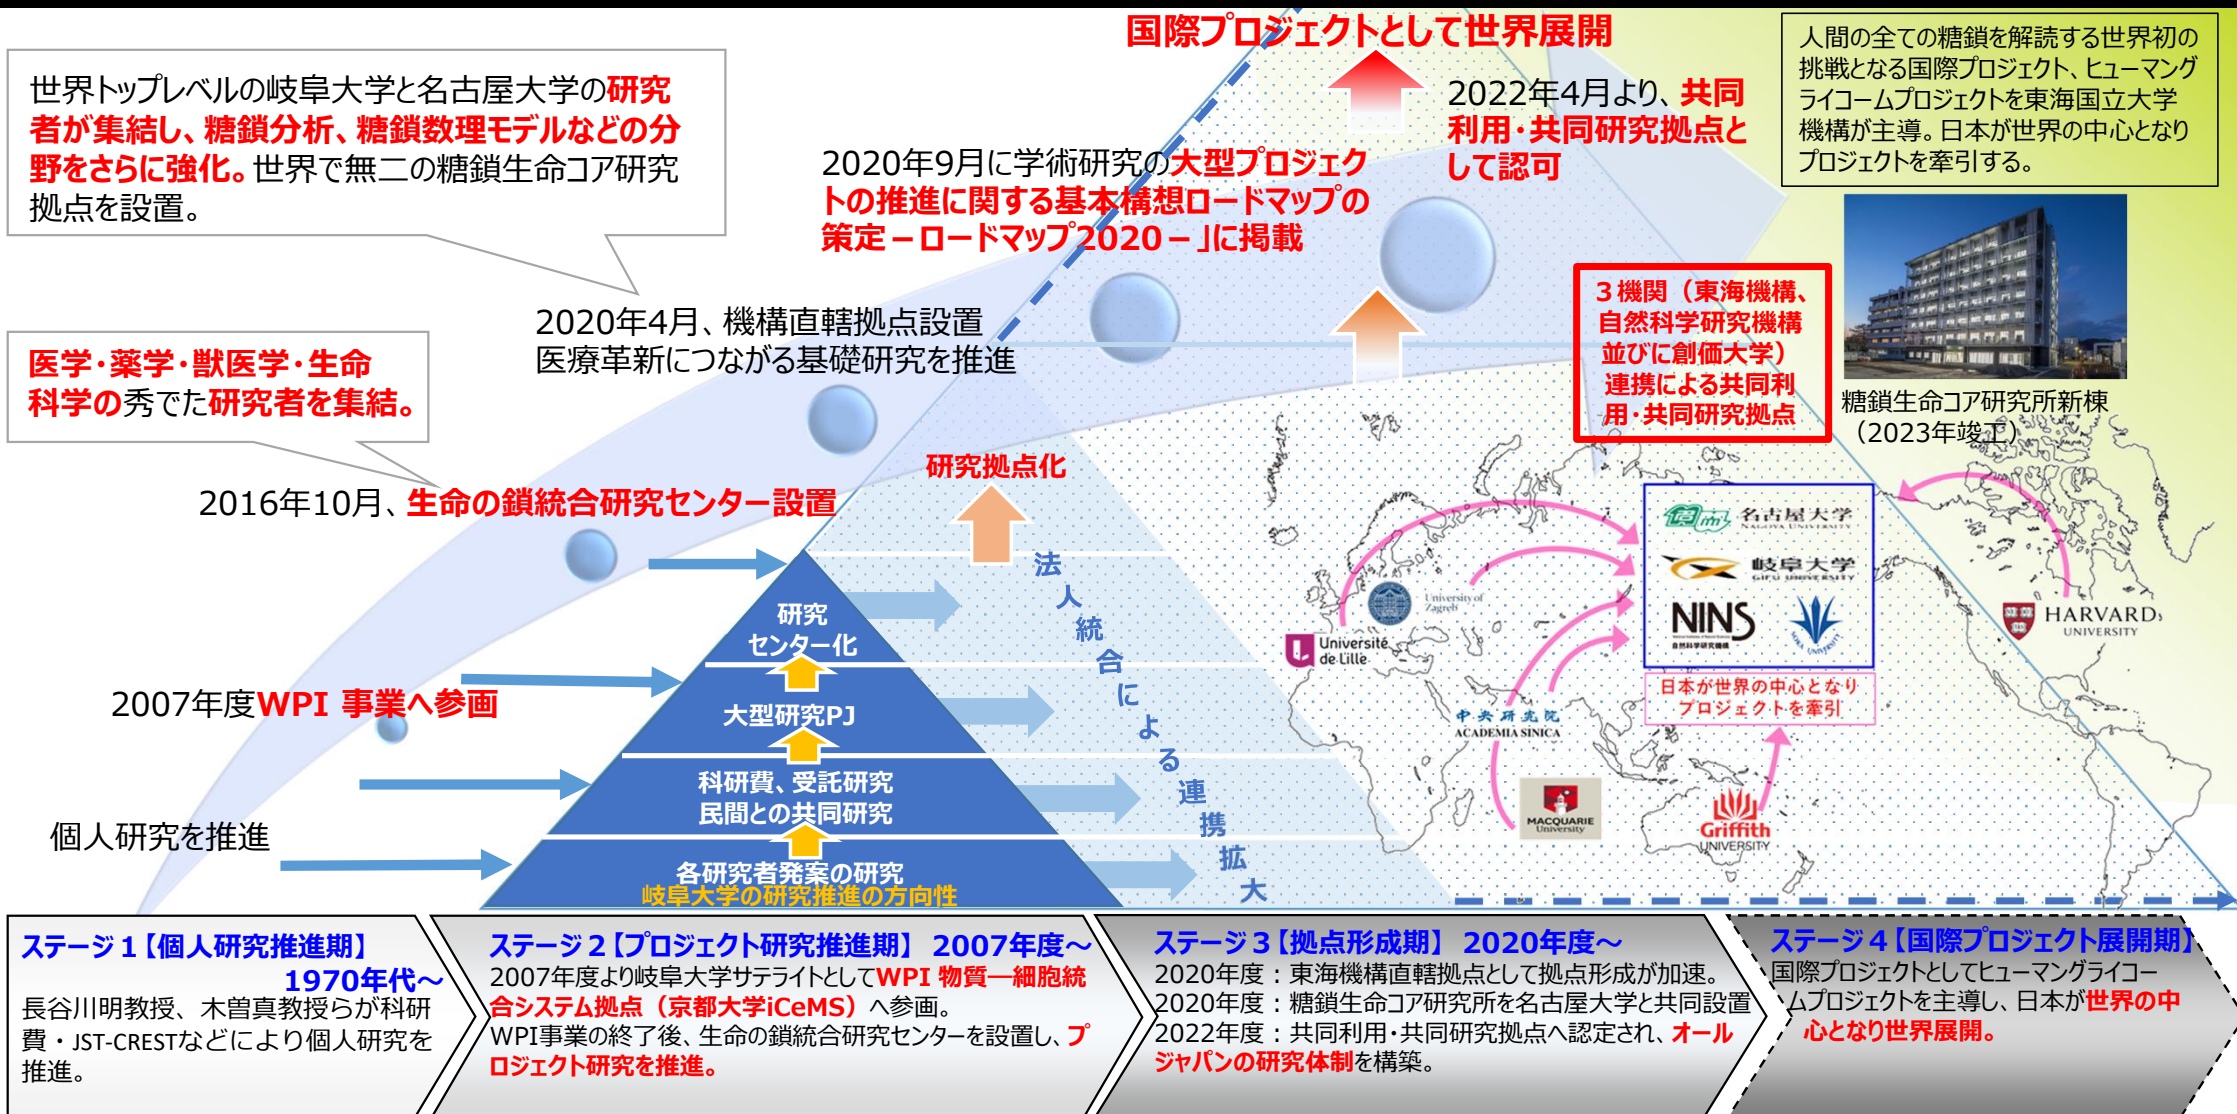 国際プロジェクトとして世界展開
世界トップレベルの岐阜大学と名古屋大学の研究
者が集結し、糖鎖分析、糖鎖数理モデルなどの分
野をさらに強化。世界で無二の糖鎖生命コア研究
拠点を設置。
2020年9月に学術研究の大型プロジェク
トの推進に関する基本構想ロードマップの
策定－ロードマップ2020－」に掲載
2022年4月より、共同
利用・共同研究拠点と
して認可
人間の全ての糖鎖を解読する世界初の
挑戦となる国際プロジェクト、ヒューマング
ライコームプロジェクトを東海国立大学
機構が主導。日本が世界の中心となり
プロジェクトを牽引する。
糖鎖生命コア研究所新棟
（2023年竣工）
2020年4月、機構直轄拠点設置
医療革新につながる基礎研究を推進
3機関（東海機構、
自然科学研究機構
並びに創価大学）
連携による共同利
用・共同研究拠点
医学・薬学・獣医学・生命
科学の秀でた研究者を集結。
2016年10月、生命の鎖統合研究センター設置
研究拠点化
2007年度WPI 事業へ参画
個人研究を推進
研究
センター化
大型研究PJ
科研費、受託研究
民間との共同研究
各研究者発案の研究
岐阜大学の研究推進の方向性
法人統合による連携拡大
名古屋大学
NAGOYA UNIVERSITY
岐阜大学
GIFU UNIVERSITY
NINS
自然科学研究機構
SOKA UNIVERSITY
日本が世界の中心となり
プロジェクトを牽引
University of
Zagreb
Université
de Lille
中央研究院
ACADEMIA SINICA
MACQUARIE
University
Griffith
UNIVERSITY
HARVARD
UNIVERSITY
ステージ１【個人研究推進期】
1970年代～
長谷川明教授、木曽真教授らが科研
費・JST-CRESTなどにより個人研究を
推進。
ステージ２【プロジェクト研究推進期】 2007年度～
2007年度より岐阜大学サテライトとしてWPI 物質―細胞統
合システム拠点（京都大学iCeMS）へ参画。
WPI事業の終了後、生命の鎖統合研究センターを設置し、プ
ロジェクト研究を推進。
ステージ３【拠点形成期】 2020年度～
2020年度：東海機構直轄拠点として拠点形成が加速。
2020年度：糖鎖生命コア研究所を名古屋大学と共同設置
2022年度：共同利用・共同研究拠点へ認定され、オール
ジャパンの研究体制を構築。
ステージ４【国際プロジェクト展開期】
国際プロジェクトとしてヒューマングライコー
ムプロジェクトを主導し、日本が世界の中
心となり世界展開。